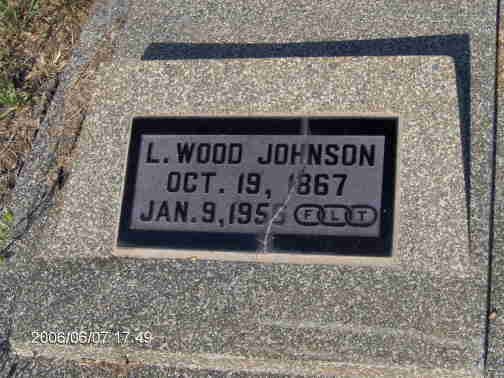 L. WOOD JOHNSON
OCT. 19, 1867
JAN. 9, F L T
2006/06/07 17:49